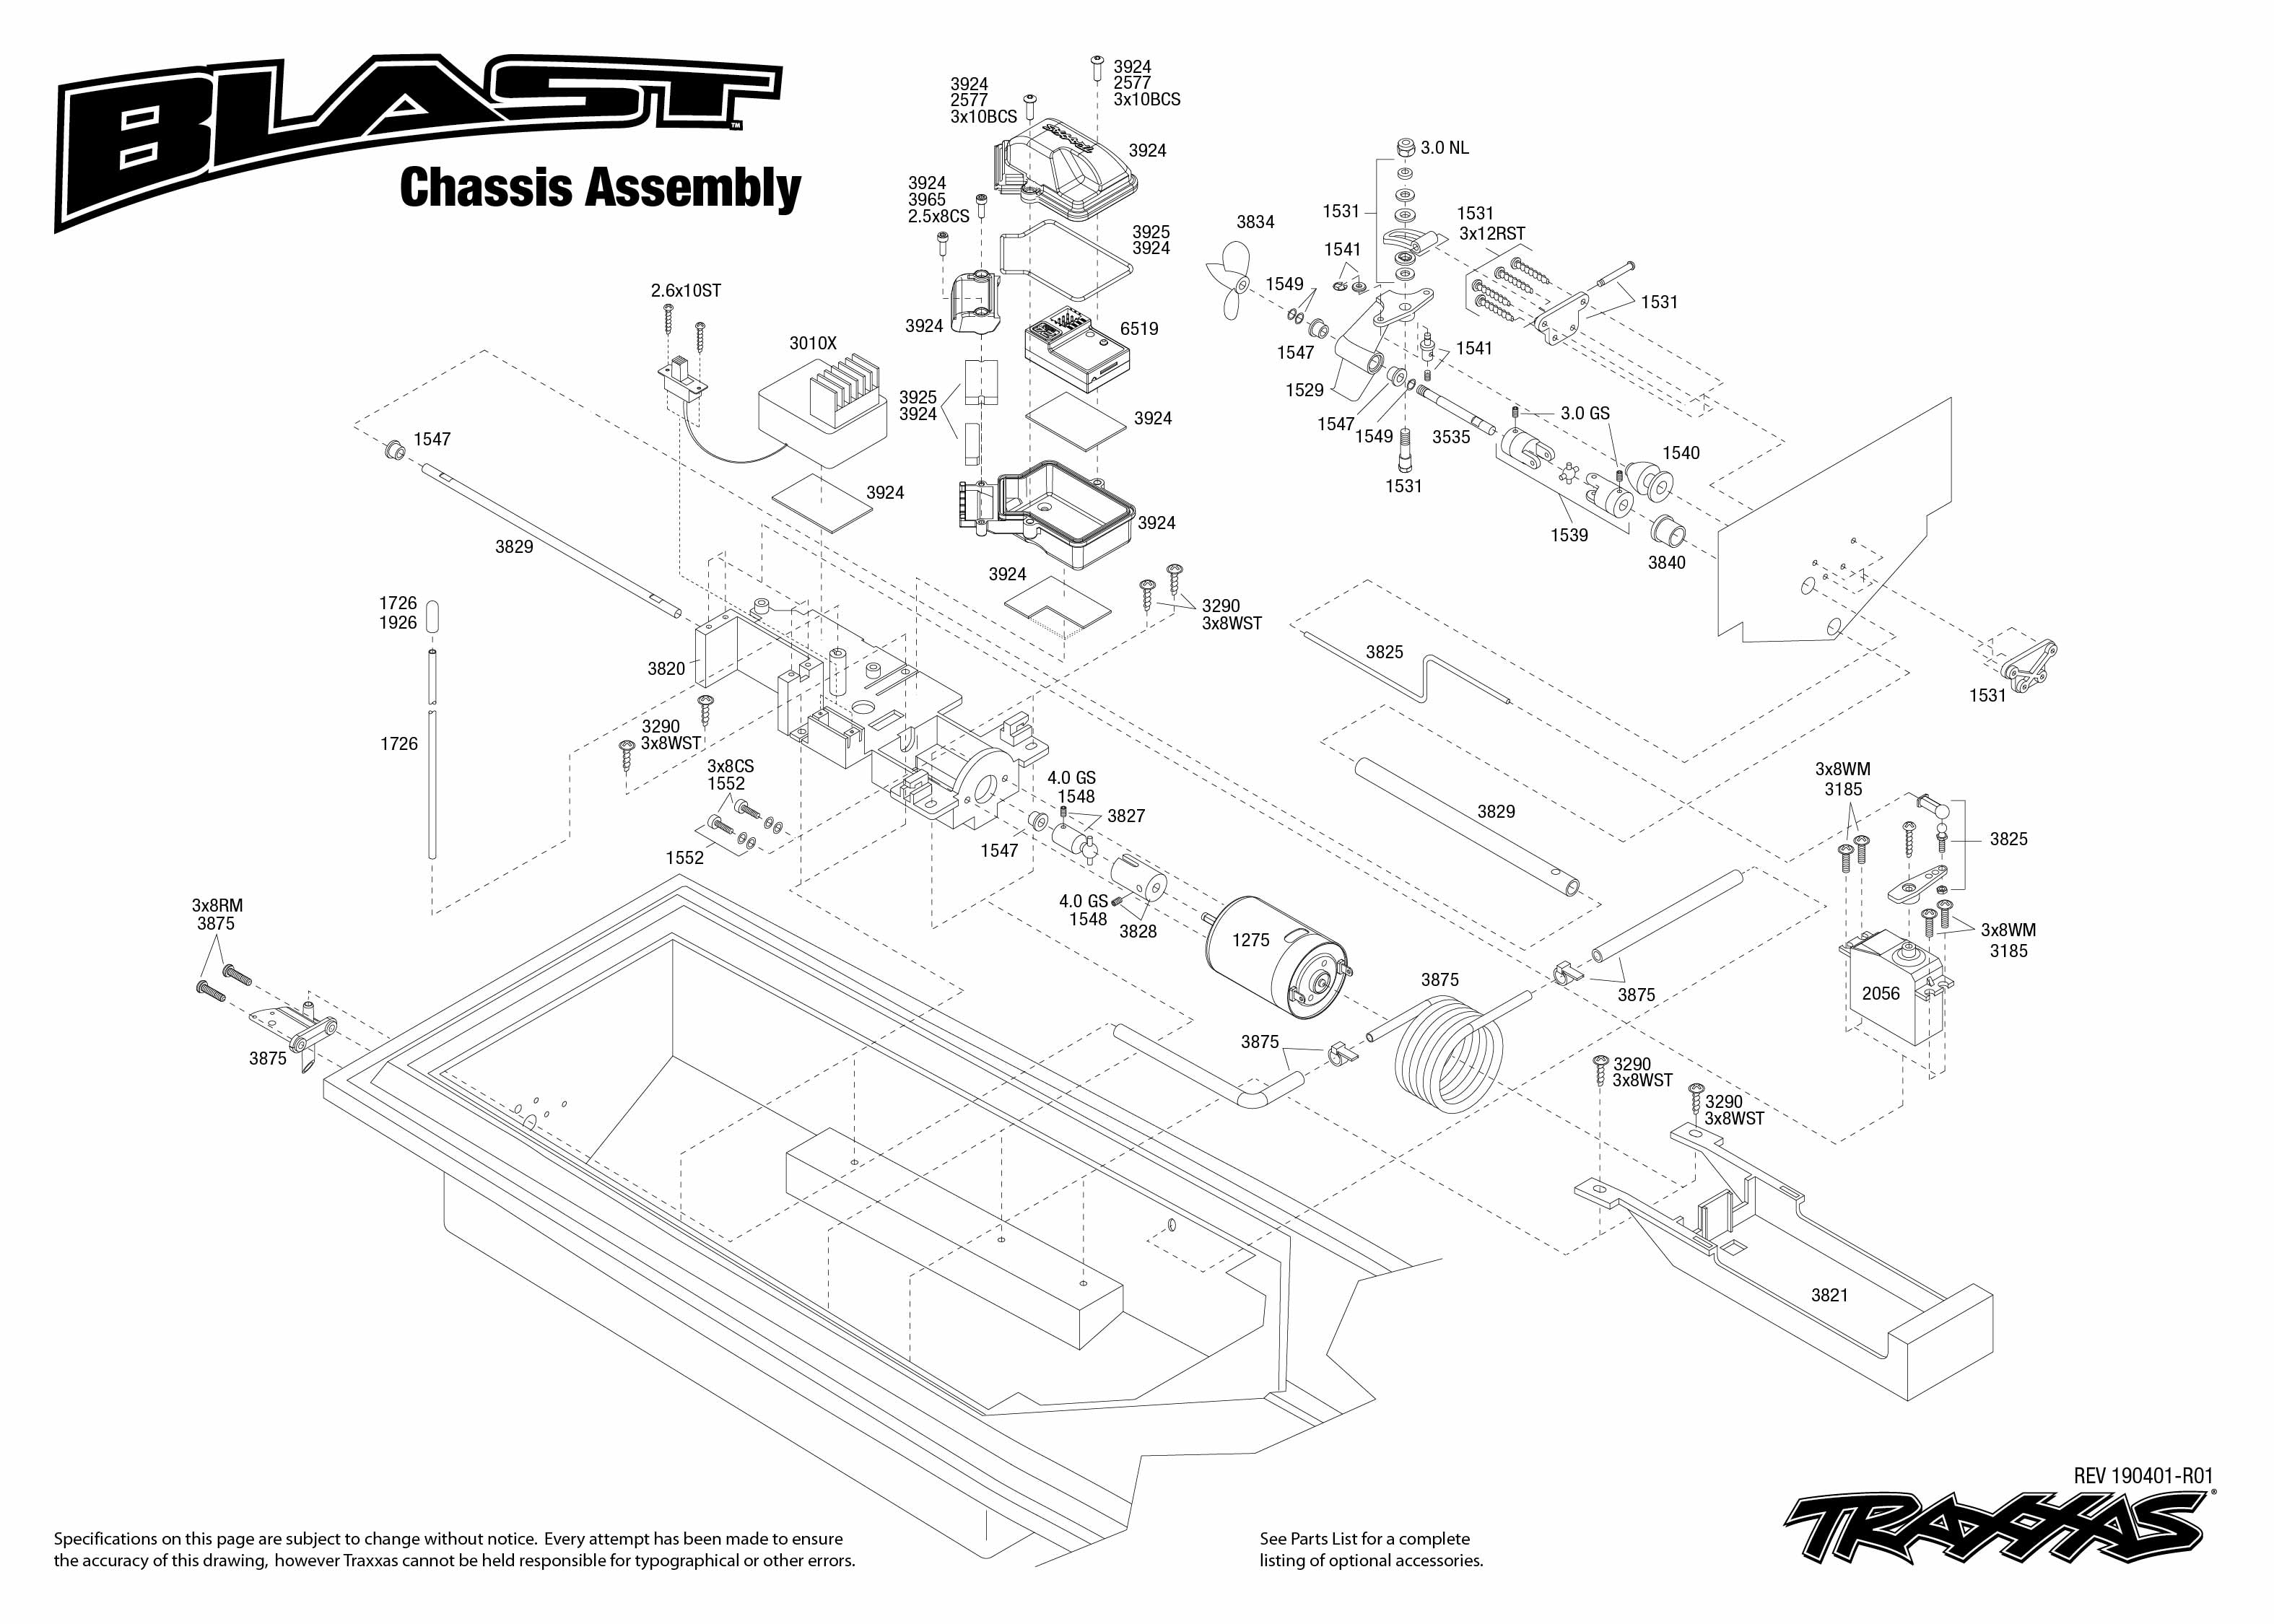 BLAST™
Chassis Assembly
3924
2577
3x10BCS
3924
2577
3x10BCS
Traxxas
3924
3924
3965
2.5x8CS
3925
3924
3924
6519
3925
3924
3924
3924
3924
2.6x10ST
3010X
3924
1547
3829
1726
1926
1726
3820
3290
3x8WST
3290
3x8WST
3x8CS
1552
1552
4.0 GS
1548
3827
1547
4.0 GS
1548
3828
1275
3x8RM
3875
3875
3.0 NL
1531
1531
3x12RST
3834
1541
1549
1531
1547
1541
1529
1547
1549
3535
3.0 GS
1531
1540
1539
3840
3825
1531
3829
3x8WM
3185
3825
3x8WM
3185
2056
3875
3875
3875
3290
3x8WST
3290
3x8WST
3821
REV 190401-R01
TRAXXAS®
Specifications on this page are subject to change without notice. Every attempt has been made to ensure
the accuracy of this drawing, however Traxxas cannot be held responsible for typographical or other errors.
See Parts List for a complete
listing of optional accessories.